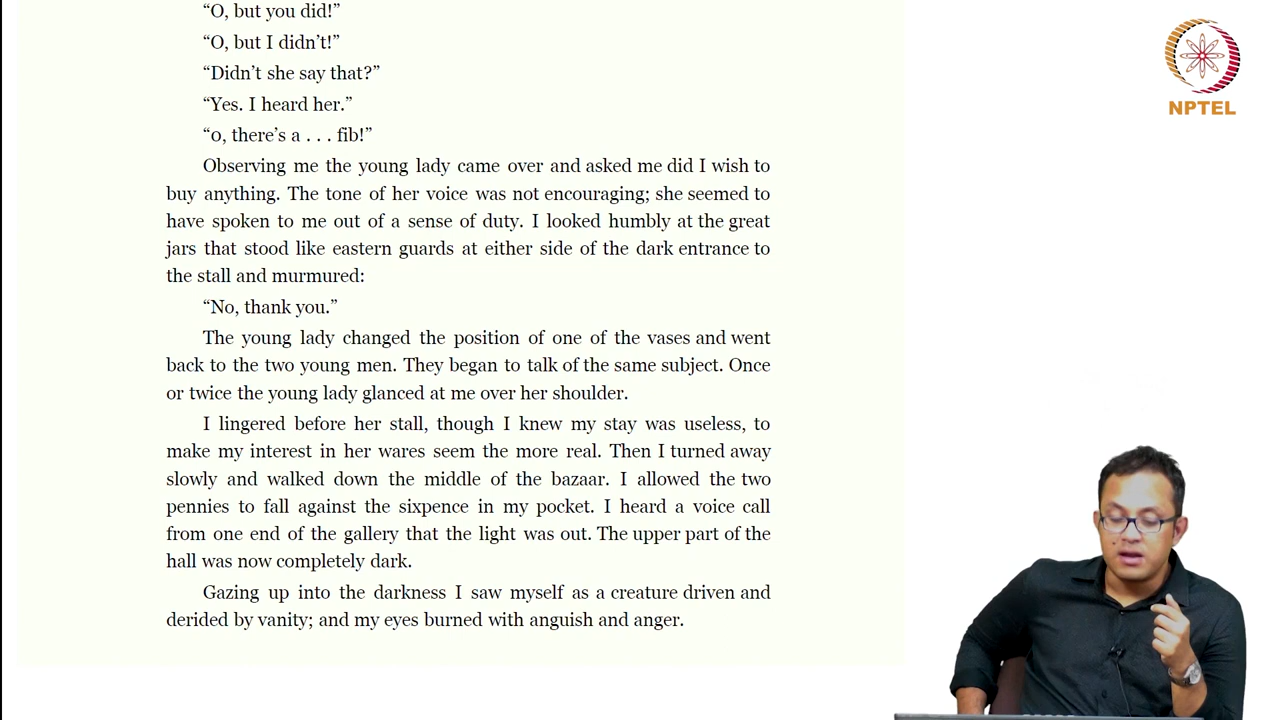 “O, but you did!”
“O, but I didn’t!”
“Didn’t she say that?”
“Yes. I heard her.”
“0, there’s a . . . fib!”
Observing me the young lady came over and asked me did I wish to
buy anything. The tone of her voice was not encouraging; she seemed to
have spoken to me out of a sense of duty. I looked humbly at the great
jars that stood like eastern guards at either side of the dark entrance to
the stall and murmured:
“No, thank you.”
The young lady changed the position of one of the vases and went
back to the two young men. They began to talk of the same subject. Once
or twice the young lady glanced at me over her shoulder.
I lingered before her stall, though I knew my stay was useless, to
make my interest in her wares seem the more real. Then I turned away
slowly and walked down the middle of the bazaar. I allowed the two
pennies to fall against the sixpence in my pocket. I heard a voice call
from one end of the gallery that the light was out. The upper part of the
hall was now completely dark.
Gazing up into the darkness I saw myself as a creature driven and
derided by vanity; and my eyes burned with anguish and anger.
NPTEL